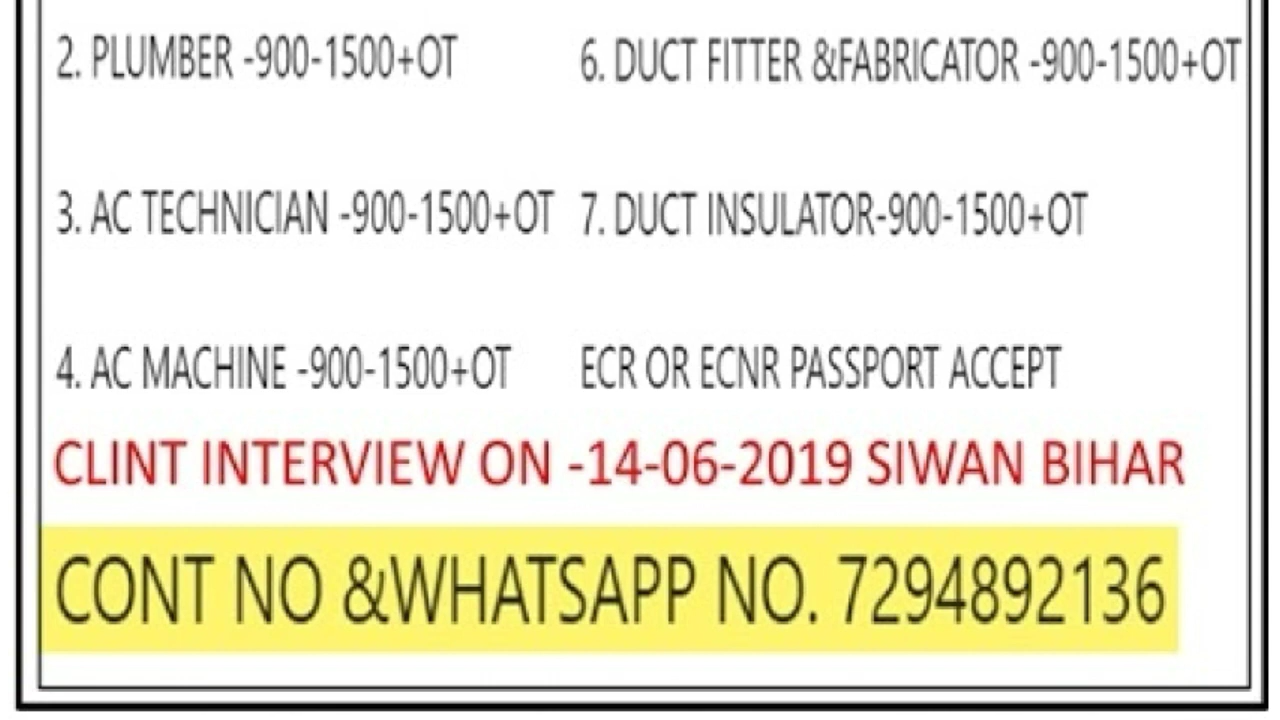 2. PLUMBER -900-1500+OT 6. DUCT FITTER &FABRICATOR -900-1500+OT
3. AC TECHNICIAN -900-1500+OT 7. DUCT INSULATOR-900-1500+OT
4. AC MACHINE -900-1500+OT ECR OR ECNR PASSPORT ACCEPT
CLINT INTERVIEW ON -14-06-2019 SIWAN BIHAR
CONT NO &WHATSAPP NO. 7294892136